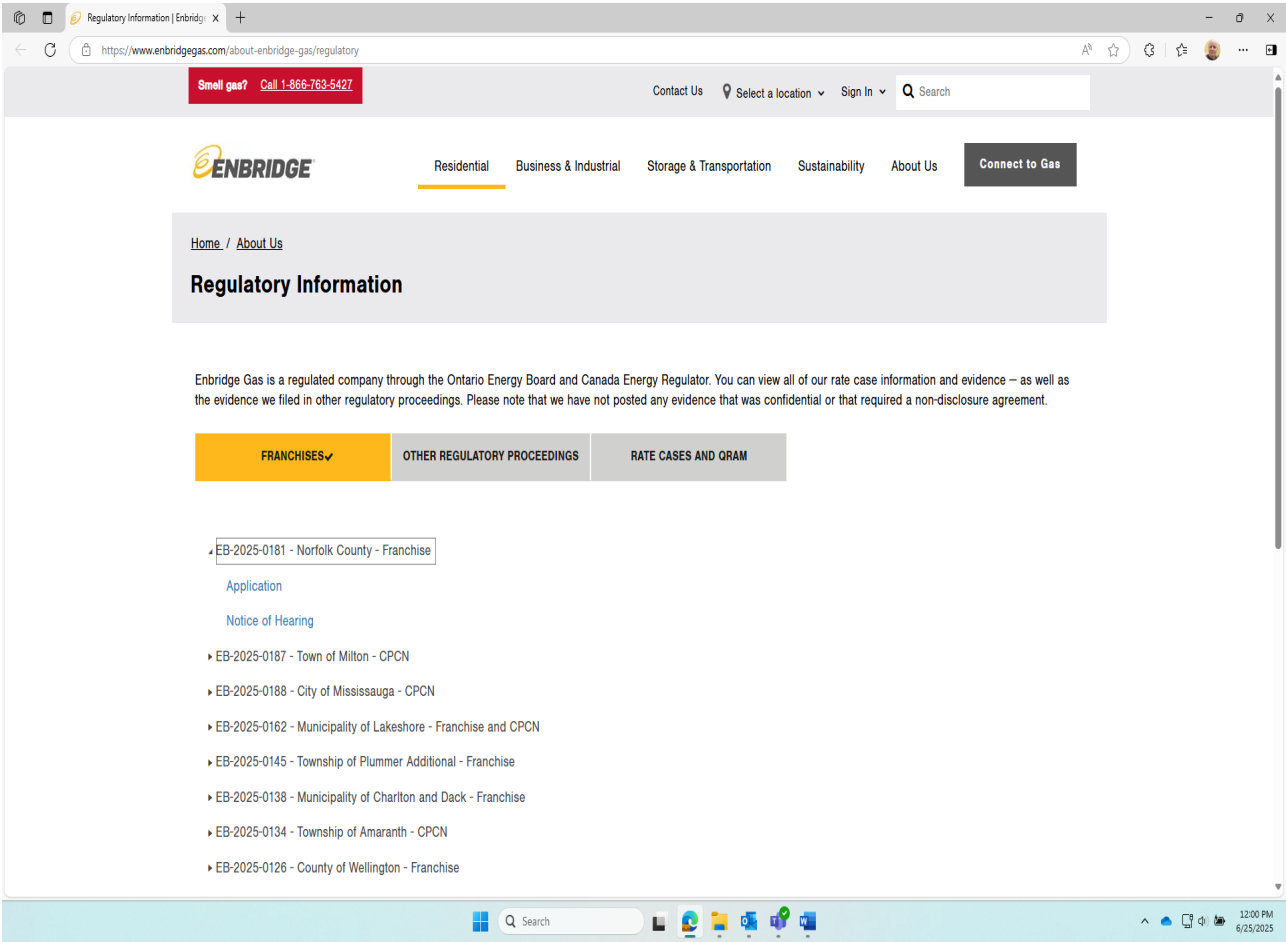 Regulatory Information | Enbridge
https://www.enbridgegas.com/about-enbridge-gas/regulatory
Smell gas? Call 1-866-763-5427
Contact Us Select a location Sign In Search
ENBRIDGE
Residential Business & Industrial Storage & Transportation Sustainability About Us Connect to Gas
Home / About Us
Regulatory Information
Enbridge Gas is a regulated company through the Ontario Energy Board and Canada Energy Regulator. You can view all of our rate case information and evidence – as well as
the evidence we filed in other regulatory proceedings. Please note that we have not posted any evidence that was confidential or that required a non-disclosure agreement.
FRANCHISES✔ OTHER REGULATORY PROCEEDINGS RATE CASES AND QRAM
EB-2025-0181 - Norfolk County - Franchise
Application
Notice of Hearing
EB-2025-0187 - Town of Milton - CPCN
EB-2025-0188 - City of Mississauga - CPCN
EB-2025-0162 - Municipality of Lakeshore - Franchise and CPCN
EB-2025-0145 - Township of Plummer Additional - Franchise
EB-2025-0138 - Municipality of Charlton and Dack - Franchise
EB-2025-0134 - Township of Amaranth - CPCN
EB-2025-0126 - County of Wellington - Franchise
Search
12:00 PM
6/25/2025